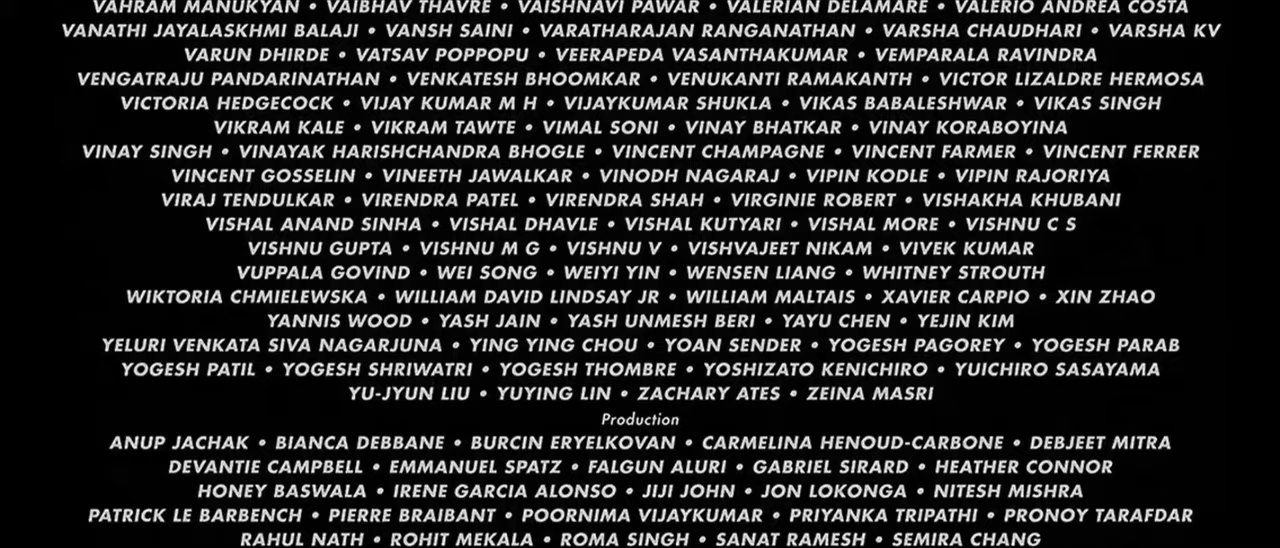 VAHRAM MANUKYAN • VAIBHAV THAVRE • VAISHNAVI PAWAR • VALERIAN DELAMARE • VALERIO ANDREA COSTA
VANATHI JAYALASKHMI BALAJI • VANSH SAINI • VARATHARAJAN RANGANATHAN • VARSHA CHAUDHARI • VARSHA KV
VARUN DHIRDE • VATSAV POPPOPU • VEERAPEDA VASANTHAKUMAR • VEMPARALA RAVINDRA
VENGATRAJU PANDARINATHAN • VENKATESH BHOOMKAR • VENUKANTI RAMAKANTH • VICTOR LIZALDRE HERMOSA
VICTORIA HEDGECOCK • VIJAY KUMAR M H • VIJAYKUMAR SHUKLA • VIKAS BABALESHWAR • VIKAS SINGH
VIKRAM KALE • VIKRAM TAWTE • VIMAL SONI • VINAY BHATKAR • VINAY KORABOYINA
VINAY SINGH • VINAYAK HARISHCHANDRA BHOGLE • VINCENT CHAMPAGNE • VINCENT FARMER • VINCENT FERRER
VINCENT GOSSELIN • VINEETH JAWALKAR • VINODH NAGARAJ • VIPIN KODLE • VIPIN RAJORIYA
VIRAJ TENDULKAR • VIRENDRA PATEL • VIRENDRA SHAH • VIRGINIE ROBERT • VISHAKHA KHUBANI
VISHAL ANAND SINHA • VISHAL DHAVLE • VISHAL KUTYARI • VISHAL MORE • VISHNU C S
VISHNU GUPTA • VISHNU M G • VISHNU V • VISHVAJEET NIKAM • VIVEK KUMAR
VUPPALA GOVIND • WEI SONG • WEIYI YIN • WENSEN LIANG • WHITNEY STROUTH
WIKTORIA CHMIELEWSKA • WILLIAM DAVID LINDSAY JR • WILLIAM MALTAIS • XAVIER CARPIO • XIN ZHAO
YANNIS WOOD • YASH JAIN • YASH UNMESH BERI • YAYU CHEN • YEJIN KIM
YELURI VENKATA SIVA NAGARJUNA • YING YING CHOU • YOAN SENDER • YOGESH PAGOREY • YOGESH PARAB
YOGESH PATIL • YOGESH SHRIWATRI • YOGESH THOMBRE • YOSHIZATO KENICHIRO • YUICHIRO SASAYAMA
YU-JYUN LIU • YUYING LIN • ZACHARY ATES • ZEINA MASRI
Production
ANUP JACHAK • BIANCA DEBBANE • BURCIN ERYELKOVAN • CARMELINA HENOUD-CARBONE • DEBJEET MITRA
DEVANTIE CAMPBELL • EMMANUEL SPATZ • FALGUN ALURI • GABRIEL SIRARD • HEATHER CONNOR
HONEY BASWALA • IRENE GARCIA ALONSO • JIJI JOHN • JON LOKONGA • NITESH MISHRA
PATRICK LE BARBENCH • PIERRE BRAIBANT • POORNIMA VIJAYKUMAR • PRIYANKA TRIPATHI • PRONOY TARAFDAR
RAHUL NATH • ROHIT MEKALA • ROMA SINGH • SANAT RAMESH • SEMIRA CHANG